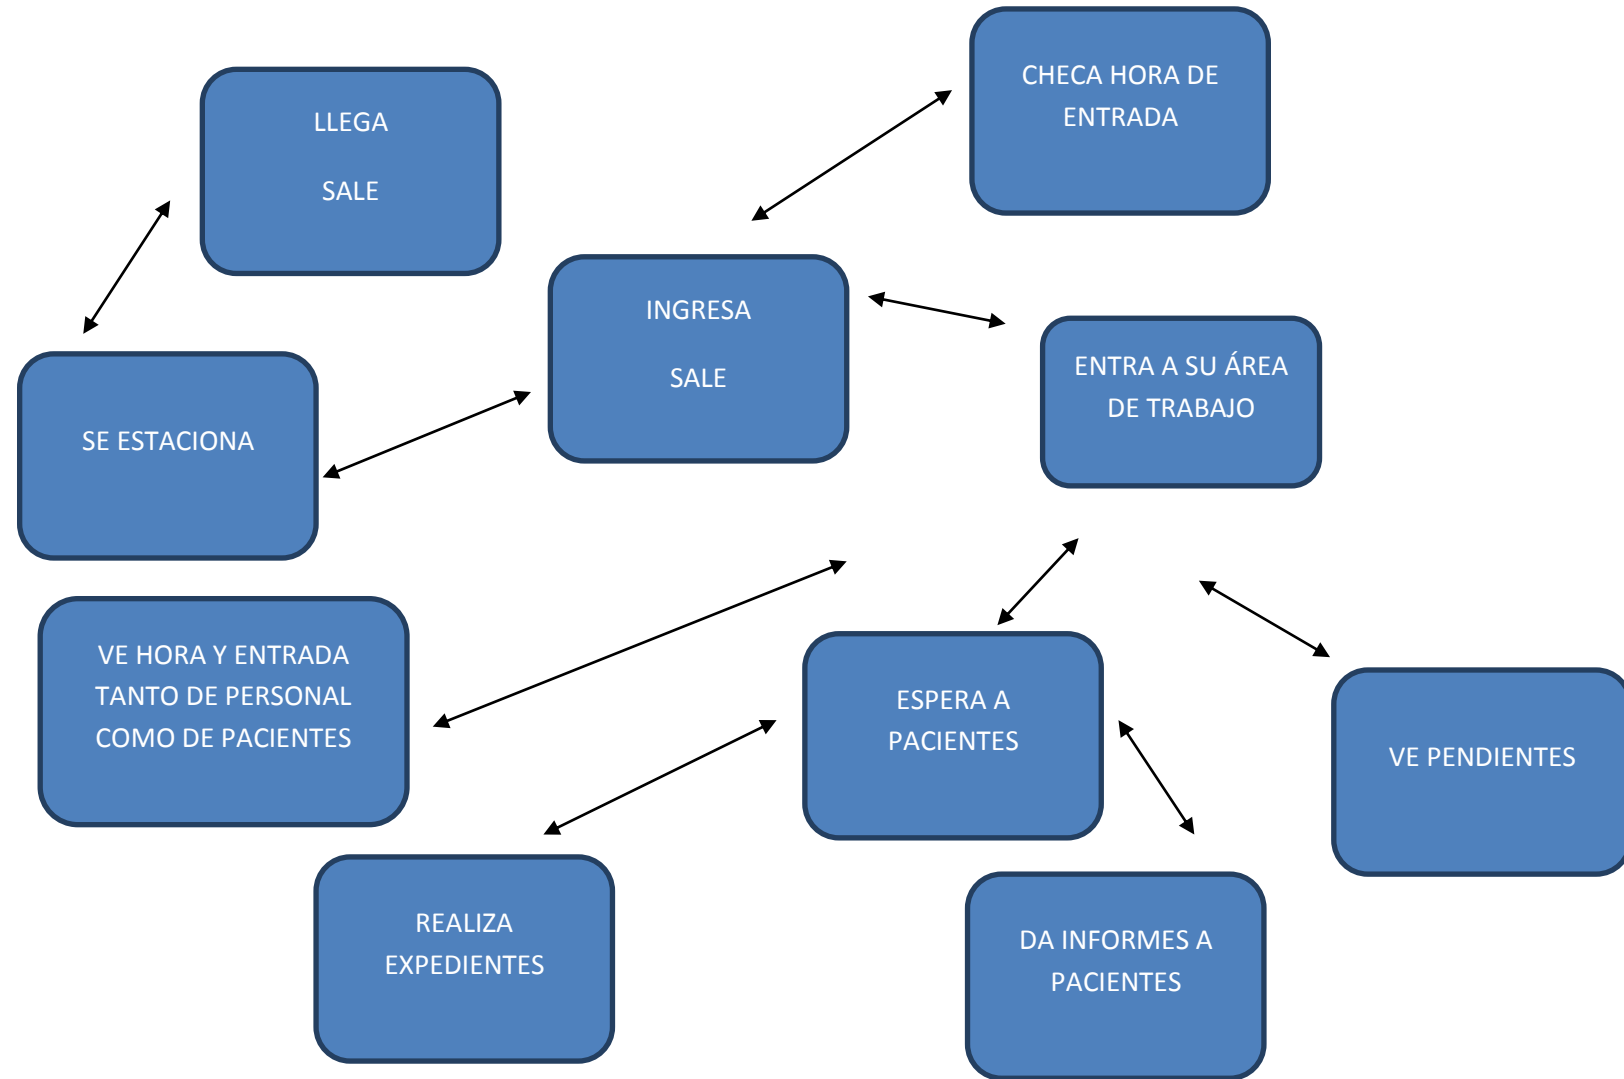 LLEGA
SALE
CHECA HORA DE
ENTRADA
INGRESA
SALE
ENTRA A SU ÁREA
DE TRABAJO
SE ESTACIONA
VE HORA Y ENTRADA
TANTO DE PERSONAL
COMO DE PACIENTES
ESPERA A
PACIENTES
VE PENDIENTES
REALIZA
EXPEDIENTES
DA INFORMES A
PACIENTES